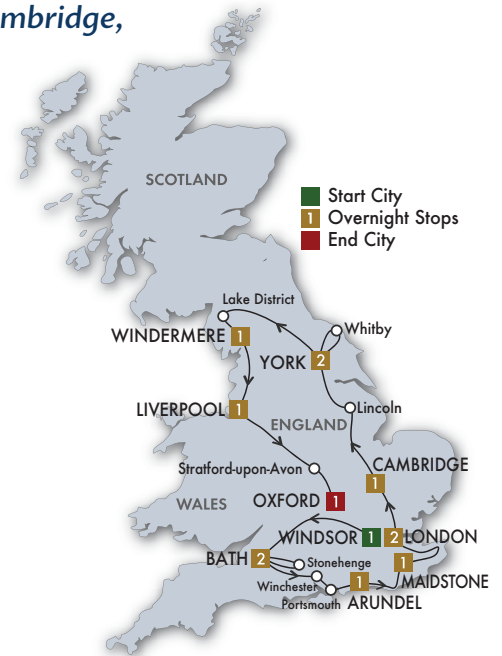 mbridge,
SCOTLAND
Start City
1 Overnight Stops
End City
Lake District
WINDERMERE 1
Whitby
YORK 2
LIVERPOOL 1
Lincoln
ENGLAND
Stratford-upon-Avon
CAMBRIDGE
1
WALES
OXFORD 1
WINDSOR 1
2 LONDON
BATH 2
Stonehenge
1
MAIDSTONE
Winchester
1
Portsmouth
ARUNDEL